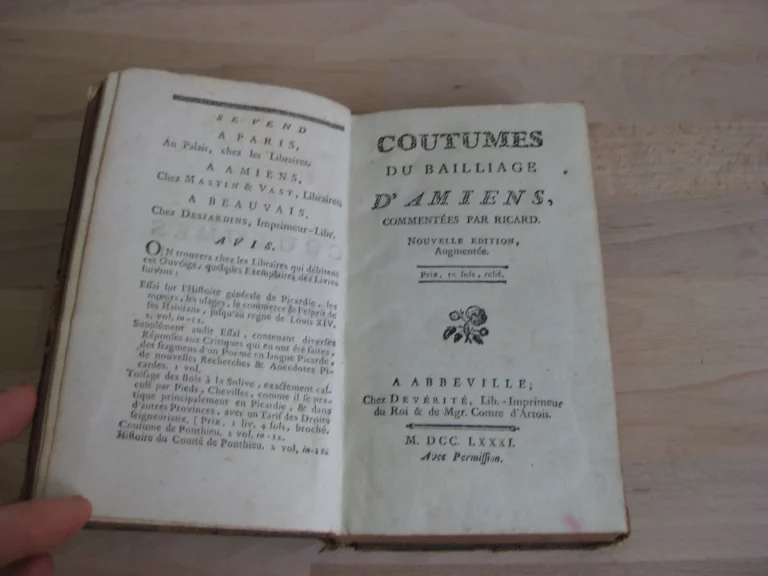 SE VEND
A PARIS,
Au Palais, chez les Libraires,
A AMIENS,
Chez MASTIN & VAST, Libraires,
A BEAUVAIS,
Chez DESJARDINS, Imprimeur-Libr.
AVIS.
ON trouvera chez les Libraires qui débitent
cet Ouvrage, quelques Exemplaires des Livres
suivans :
Essai sur l'Histoire générale de Picardie, les
mœurs, les usages, le commerce & l'esprit de
ses Habitans, jusqu'au regne de Louis XIV.
2. vol. in-12.
Supplément audit Essai, contenant diverses
Réponses aux Critiques qui en ont été faites,
des fragmens d'un Poëme en langue Picarde,
de nouvelles Recherches & Anecdotes Pi-
cardes. 1 vol.
Toisage des Bois à la Solive, exactement cal-
culé par Pieds, Chevilles, comme il se pra-
tique principalement en Picardie, & dans
d'autres Provinces, avec un Tarif des Droits
seigneuriaux. [ Prix, 1 liv. 4 sols, broché.
Coutume de Ponthieu. 2 vol. in-12.
Histoire du Comté de Ponthieu. 2 vol, in-12.
COUTUMES
DU BAILLIAGE
D'AMIENS,
COMMENTÉES PAR RICARD.
NOUVELLE EDITION,
Augmentée.
Prix, 50 sols, relié.
A ABBEVILLE;
Chez DEVÉRITÉ, Lib.-Imprimeur
du Roi & de Mgr. Comte d'Artois.
M. DCC. LXXXI.
Avec Permission.